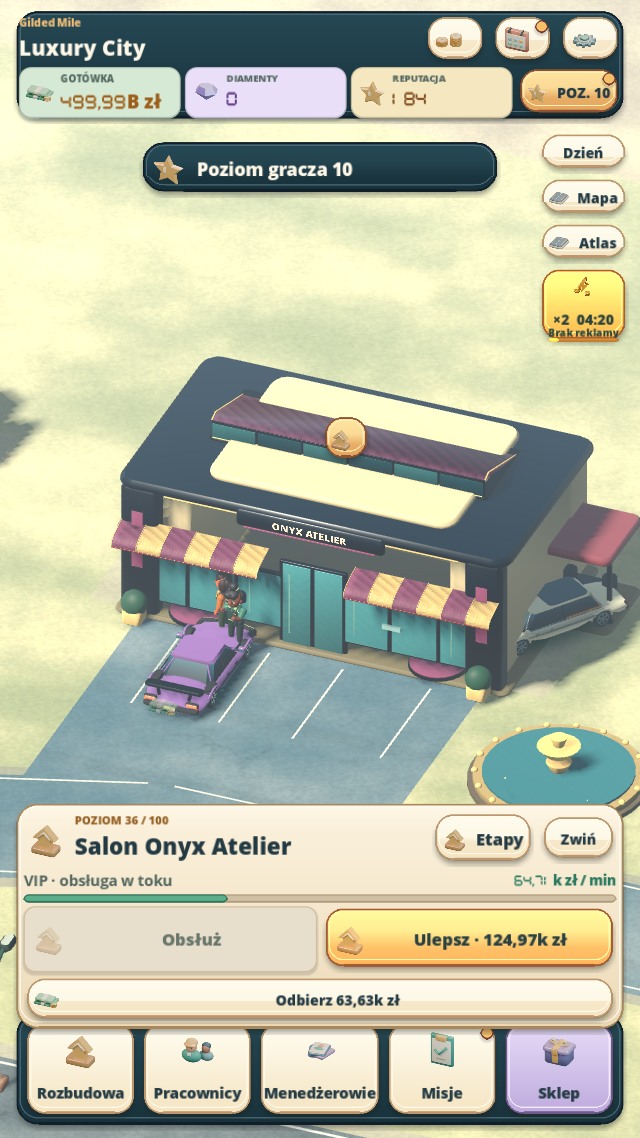 Gilded Mile
Luxury City
GOTÓWKA
499,99B zł
DIAMENTY
0
REPUTACJA
184
POZ. 10
Poziom gracza 10
Dzień
Mapa
Atlas
×2 04:20
Brak reklamy
ONYX ATELIER
POZIOM 36 / 100
Salon Onyx Atelier
Etapy
Zwiń
VIP · obsługa w toku
64,71 k zł / min
Obsłuż
Ulepsz · 124,97k zł
Odbierz 63,63k zł
Rozbudowa
Pracownicy
Menedżerowie
Misje
Sklep